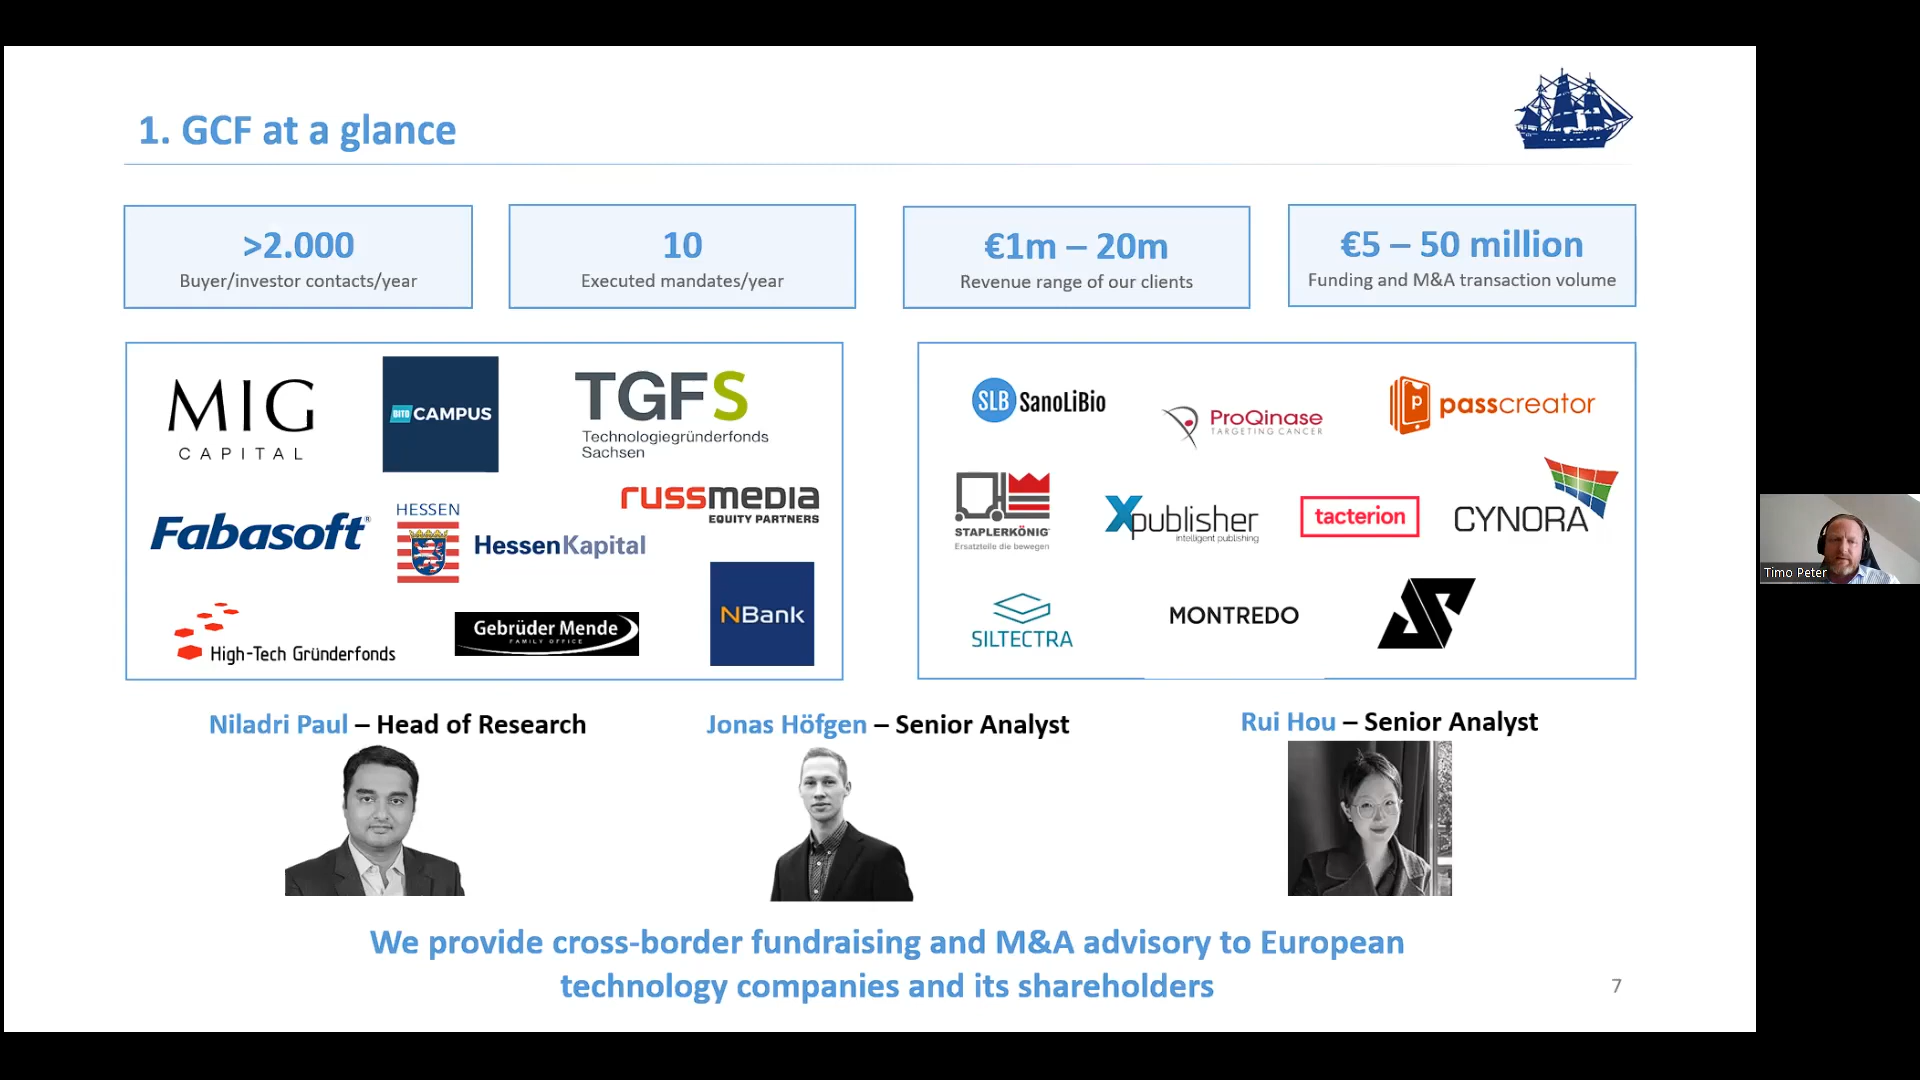 1. GCF at a glance
>2.000
Buyer/investor contacts/year
10
Executed mandates/year
€1m – 20m
Revenue range of our clients
€5 – 50 million
Funding and M&A transaction volume
MIG
CAPITAL
BITO CAMPUS
TGFS
Technologiegründerfonds
Sachsen
russmedia
EQUITY PARTNERS
Fabasoft®
HESSEN
HessenKapital
High-Tech Gründerfonds
Gebrüder Mende
FAMILY OFFICE
NBank
SLB SanoLiBio
ProQinase
TARGETING CANCER
p passcreator
STAPLERKÖNIG
Ersatzteile die bewegen
Xpublisher
intelligent publishing
tacterion
CYNORA
SILTECTRA
MONTREDO
Niladri Paul – Head of Research
Jonas Höfgen – Senior Analyst
Rui Hou – Senior Analyst
We provide cross-border fundraising and M&A advisory to European
technology companies and its shareholders
7
Timo Peter